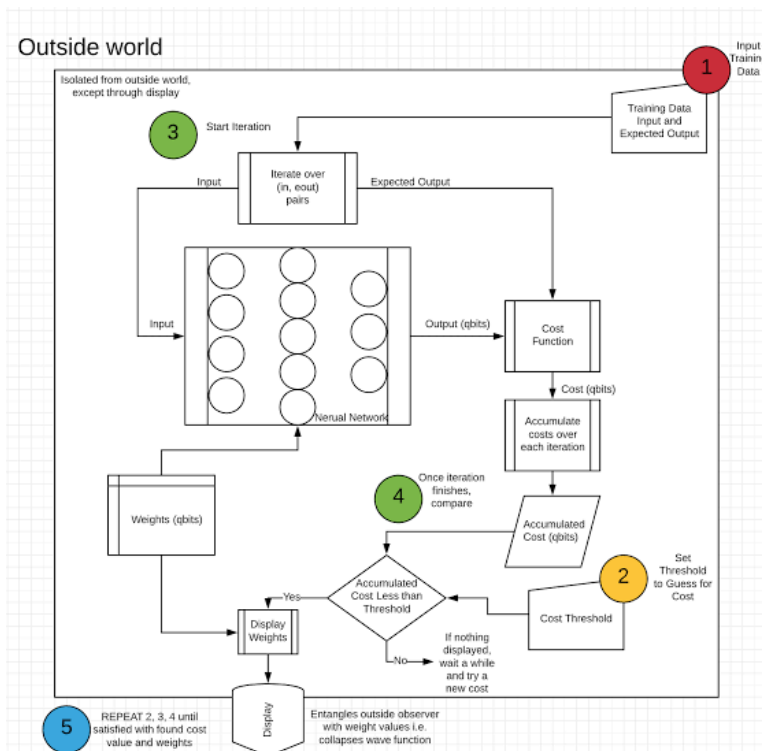 Outside world
1
Input
Trainin
Data
Isolated from outside world,
except through display
Training Data
Input and
Expected Output
3
Start Iteration
Iterate over
(in, eout)
pairs
Input
Expected Output
Input
Output (qbits)
Cost
Function
Nerual Network
Cost (qbits)
Accumulate
costs over
each iteration
4
Once iteration
finishes,
compare
Weights (qbits)
Accumulated
Cost (qbits)
2
Set
Threshold
to Guess for
Cost
Accumulated
Cost Less than
Threshold
Yes
Cost Threshold
Display
Weights
No
If nothing
displayed,
wait a while
and try a
new cost
5
REPEAT 2, 3, 4 until
satisfied with found cost
value and weights
Display
Entangles outside observer
with weight values i.e.
collapses wave function